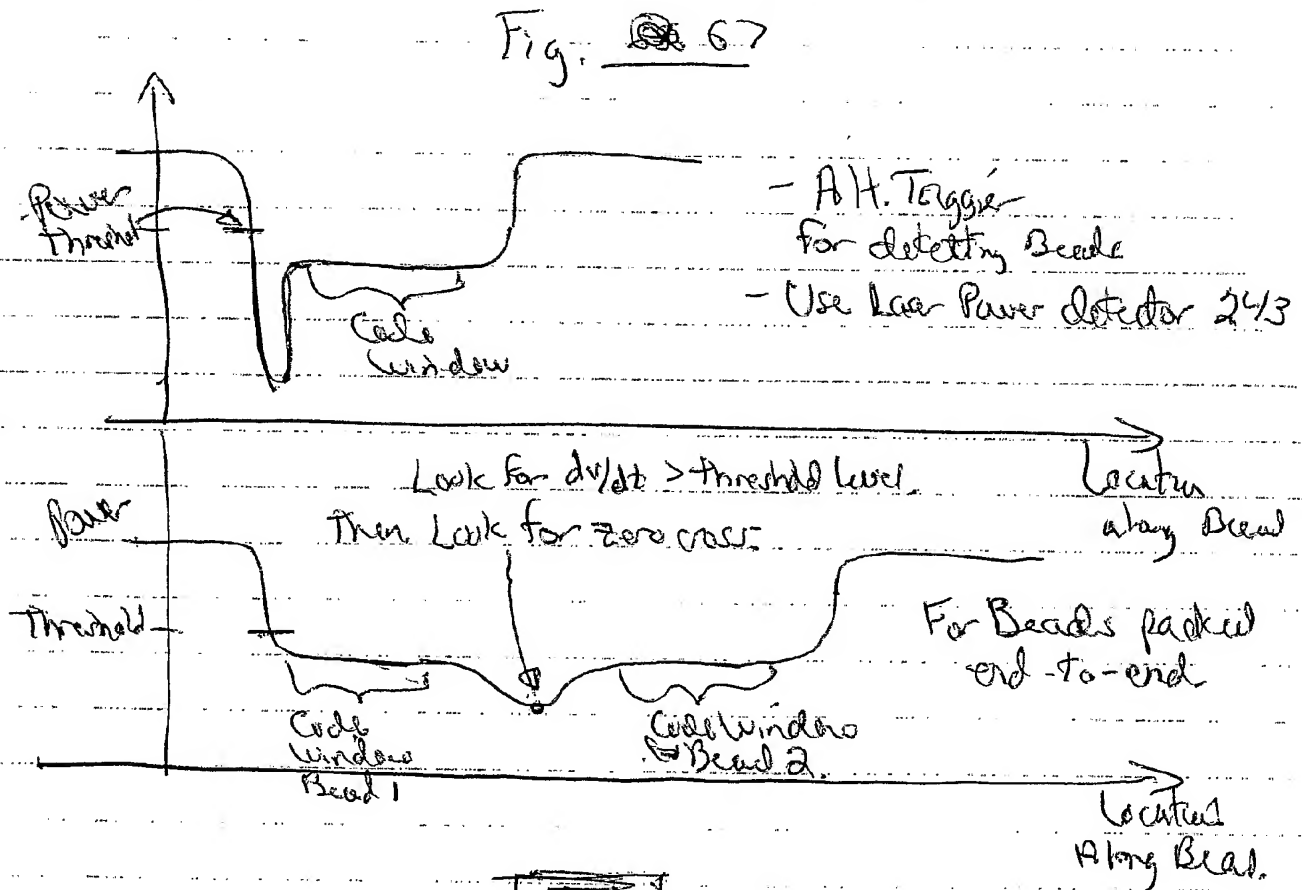 Fig. 67
Power
Threshold
Code
Window
- Alt. Trigger
for detecting Beads
- Use Laser Power detector 243
Location
along Bead
Look for dv/dt > threshold level.
Then Look for zero cross.
Power
Threshold
Code
Window
Bead 1
Code Window
Bead 2.
For Beads packed
end-to-end
Location
Along Bead.